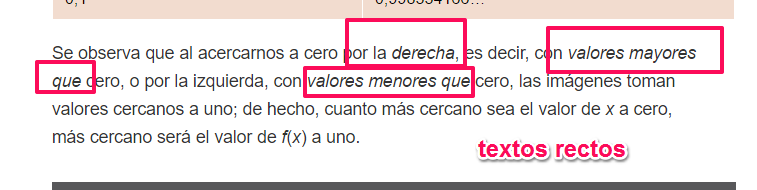 0,1
Se observa que al acercarnos a cero por la derecha, es decir, con valores mayores
que cero, o por la izquierda, con valores menores que cero, las imágenes toman
valores cercanos a uno; de hecho, cuanto más cercano sea el valor de x a cero,
más cercano será el valor de f(x) a uno.
textos rectos